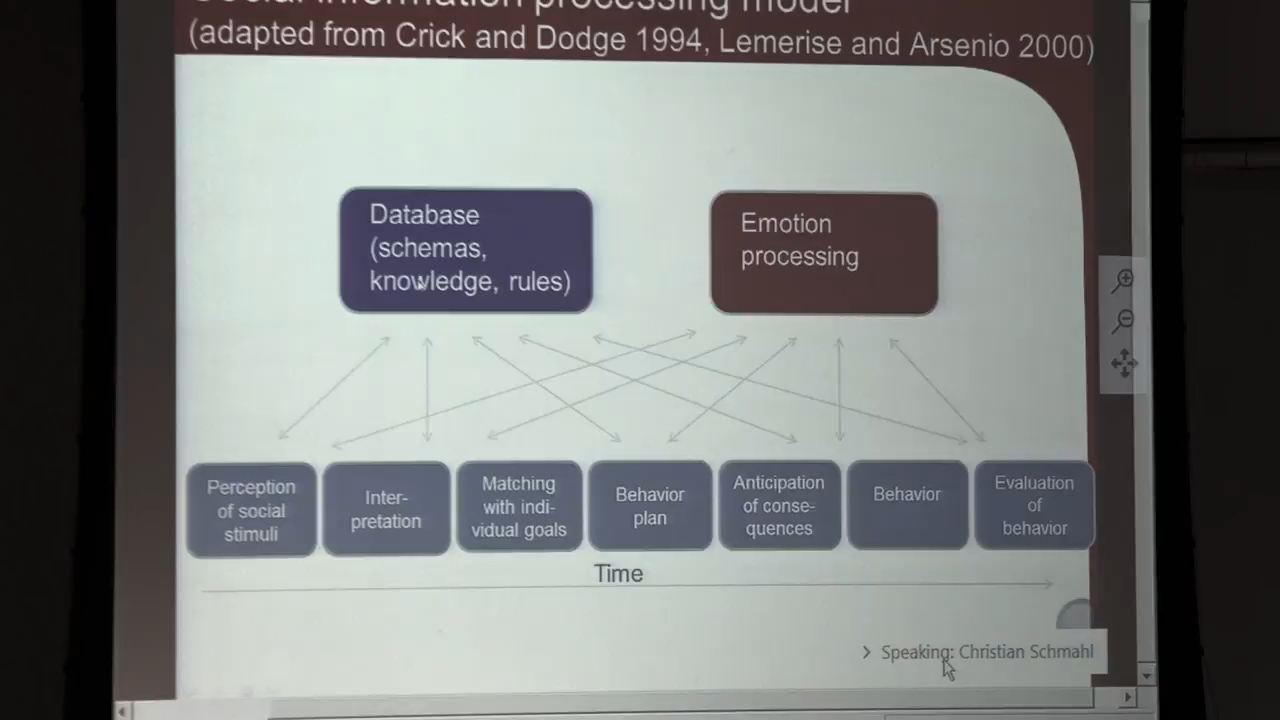 Social information processing model
(adapted from Crick and Dodge 1994, Lemerise and Arsenio 2000)
Database
(schemas,
knowledge, rules)
Emotion
processing
Perception
of social
stimuli
Inter-
pretation
Matching
with indi-
vidual goals
Behavior
plan
Anticipation
of conse-
quences
Behavior
Evaluation
of
behavior
Time
Speaking: Christian Schmahl